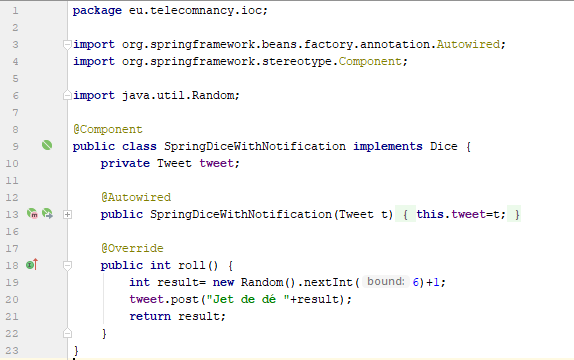 1 package eu.telecomnancy.ioc;
2
3 import org.springframework.beans.factory.annotation.Autowired;
4 import org.springframework.stereotype.Component;
5
6 import java.util.Random;
7
8 @Component
9 public class SpringDiceWithNotification implements Dice {
10 private Tweet tweet;
11
12 @Autowired
13 public SpringDiceWithNotification(Tweet t) { this.tweet=t; }
16
17 @Override
18 public int roll() {
19 int result= new Random().nextInt( bound: 6)+1;
20 tweet.post("Jet de dé "+result);
21 return result;
22 }
23 }